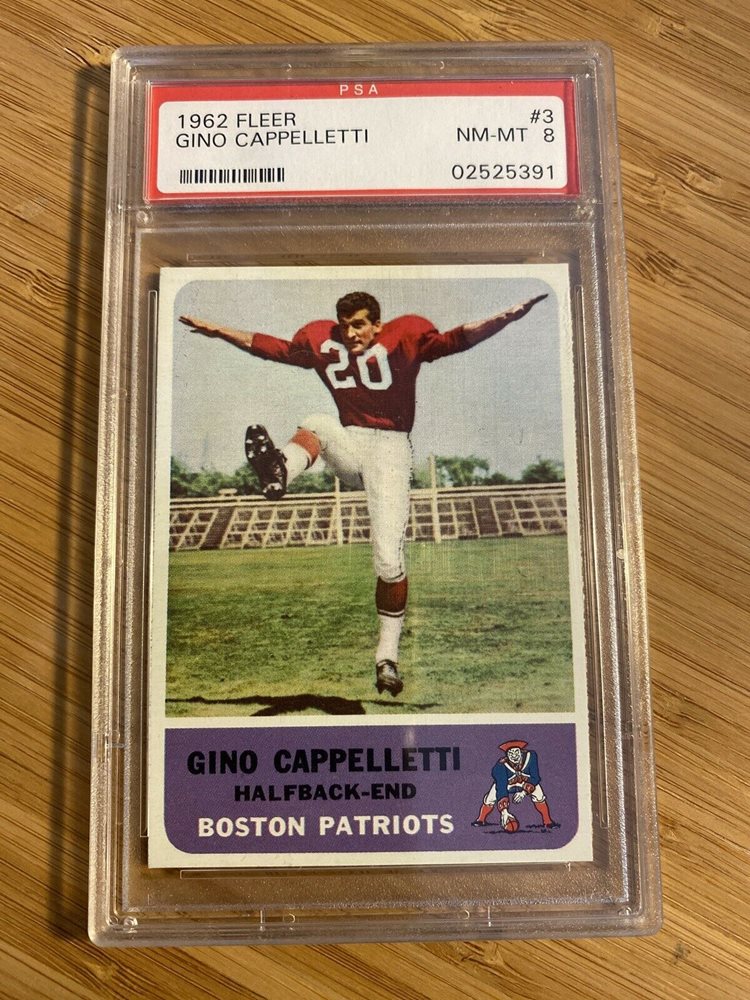 PSA
1962 FLEER #3
GINO CAPPELLETTI NM-MT 8
02525391
20
GINO CAPPELLETTI
HALFBACK-END
BOSTON PATRIOTS